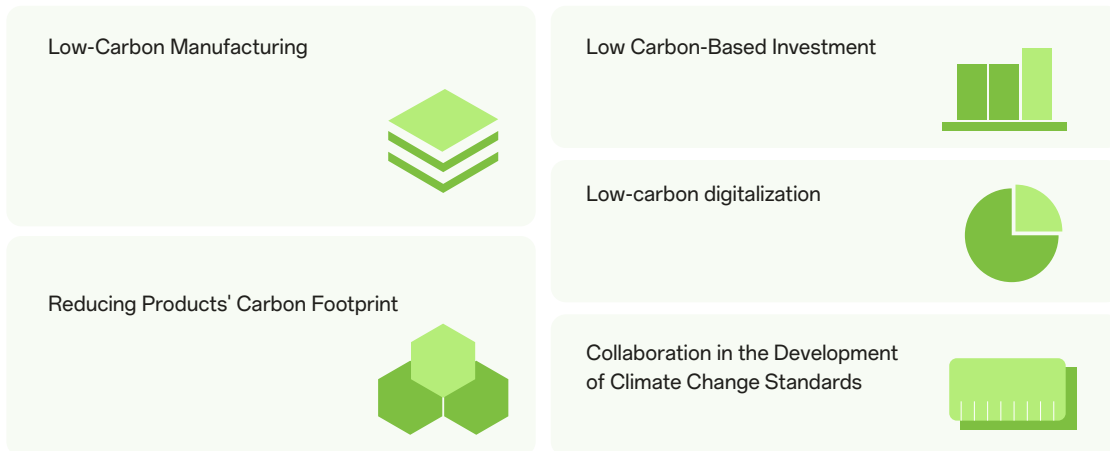 Low-Carbon Manufacturing
Reducing Products' Carbon Footprint
Low Carbon-Based Investment
Low-carbon digitalization
Collaboration in the Development
of Climate Change Standards